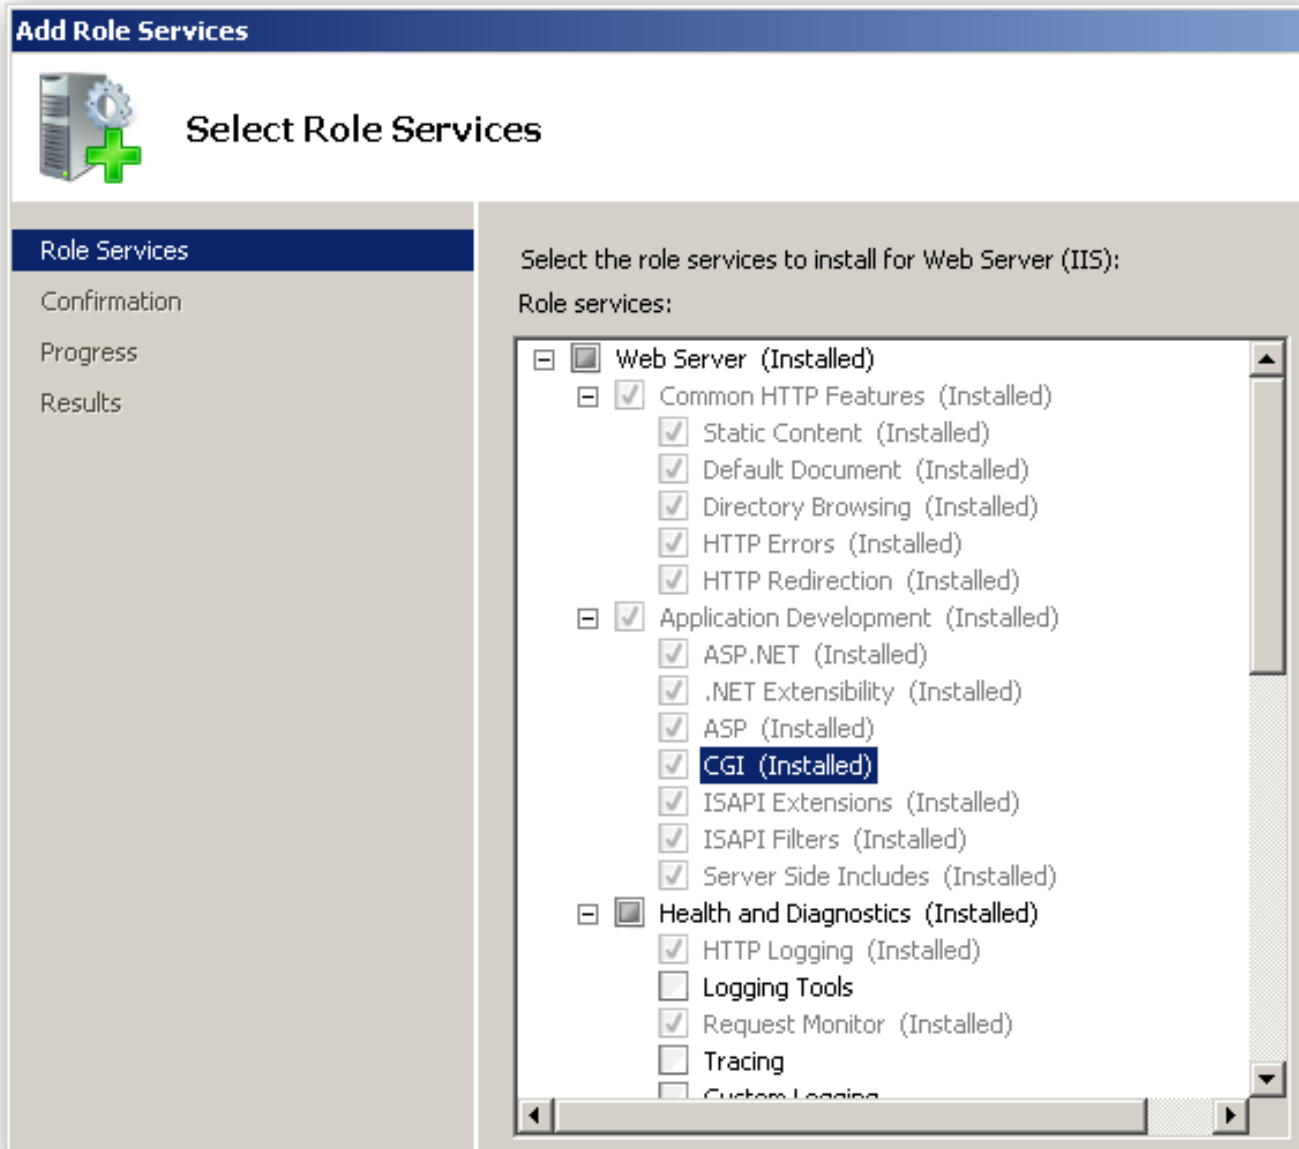 Add Role Services
Select Role Services
Role Services
Confirmation
Progress
Results
Select the role services to install for Web Server (IIS):
Role services:
Web Server (Installed)
Common HTTP Features (Installed)
Static Content (Installed)
Default Document (Installed)
Directory Browsing (Installed)
HTTP Errors (Installed)
HTTP Redirection (Installed)
Application Development (Installed)
ASP.NET (Installed)
.NET Extensibility (Installed)
ASP (Installed)
CGI (Installed)
ISAPI Extensions (Installed)
ISAPI Filters (Installed)
Server Side Includes (Installed)
Health and Diagnostics (Installed)
HTTP Logging (Installed)
Logging Tools
Request Monitor (Installed)
Tracing
Custom Logging